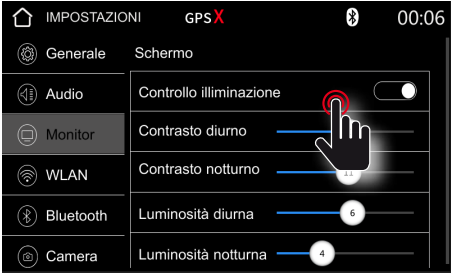 IMPOSTAZIONI GPSX 00:06
Generale
Schermo
Audio
Controllo illiminazione
Monitor
Contrasto diurno
WLAN
Contrasto notturno 11
Bluetooth
Luminosità diurna 6
Camera
Luminosità notturna 4